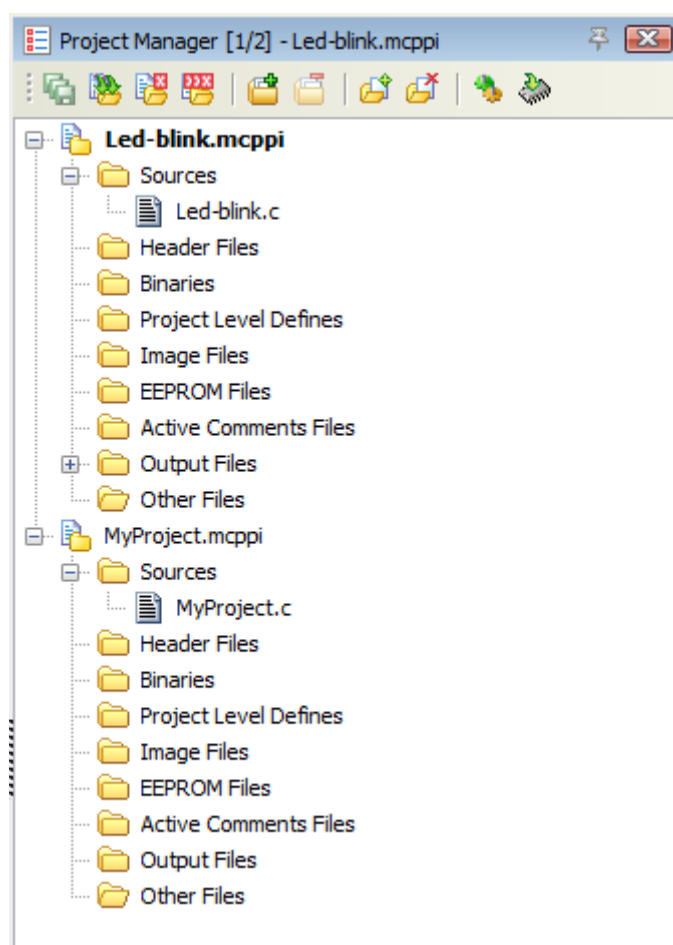 Project Manager [1/2] - Led-blink.mcppi
Led-blink.mcppi
Sources
Led-blink.c
Header Files
Binaries
Project Level Defines
Image Files
EEPROM Files
Active Comments Files
Output Files
Other Files
MyProject.mcppi
Sources
MyProject.c
Header Files
Binaries
Project Level Defines
Image Files
EEPROM Files
Active Comments Files
Output Files
Other Files